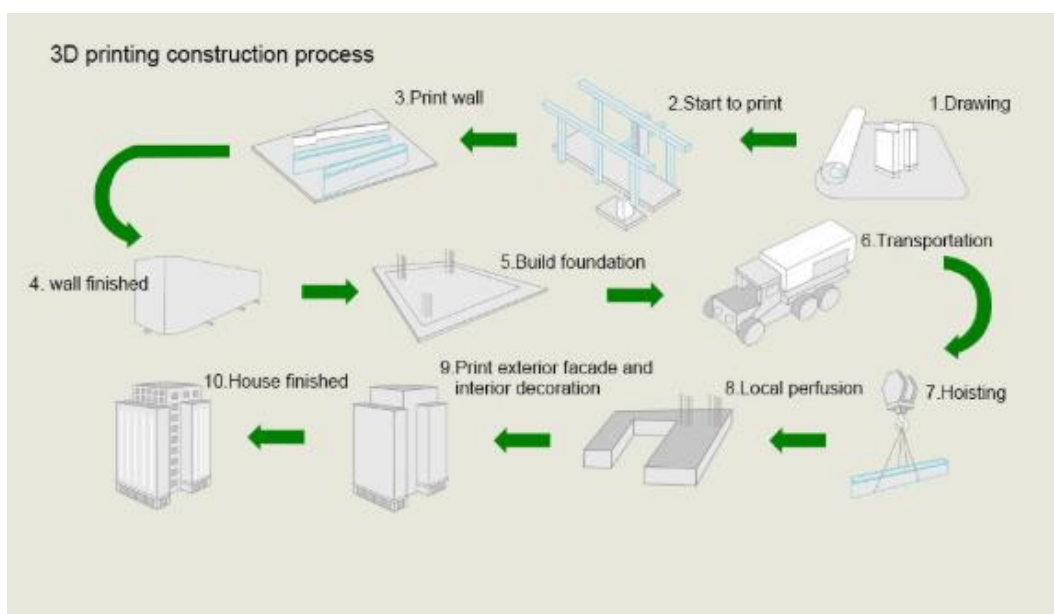 3D printing construction process
1.Drawing
2.Start to print
3.Print wall
4. wall finished
5.Build foundation
6.Transportation
7.Hoisting
8.Local perfusion
9.Print exterior facade and
interior decoration
10.House finished